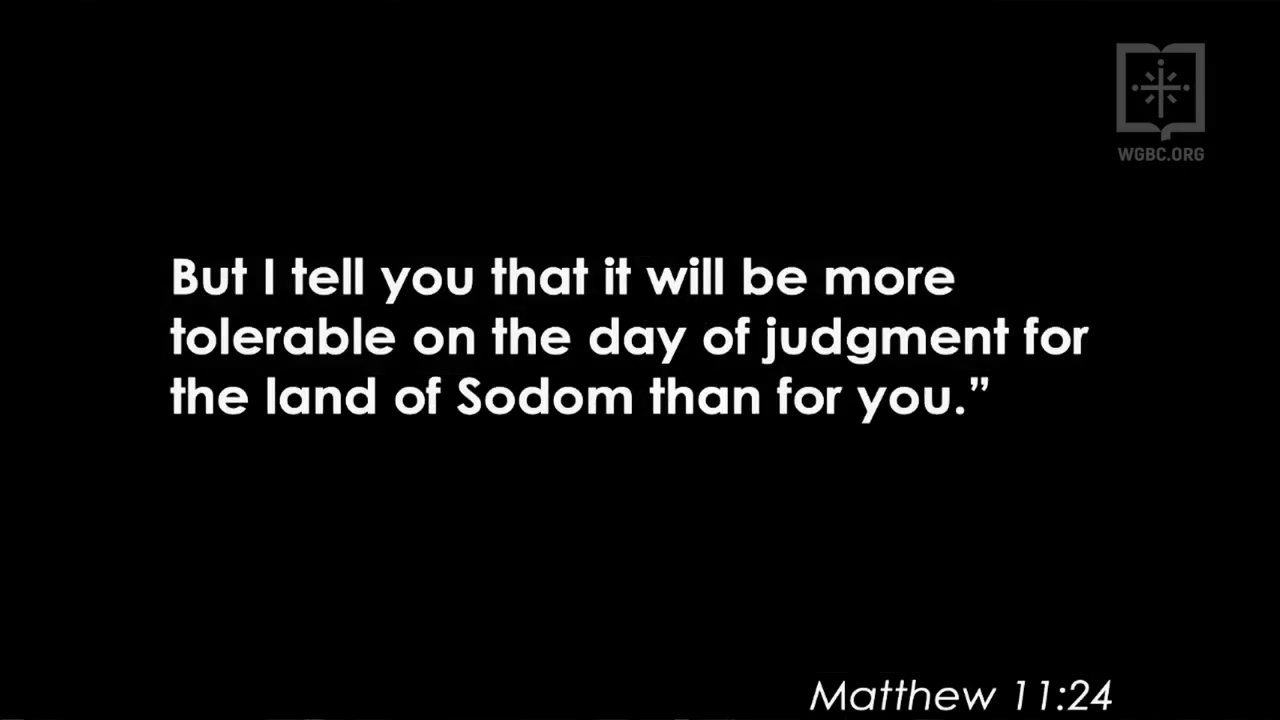 WGBC.ORG
But I tell you that it will be more
tolerable on the day of judgment for
the land of Sodom than for you.”
Matthew 11:24